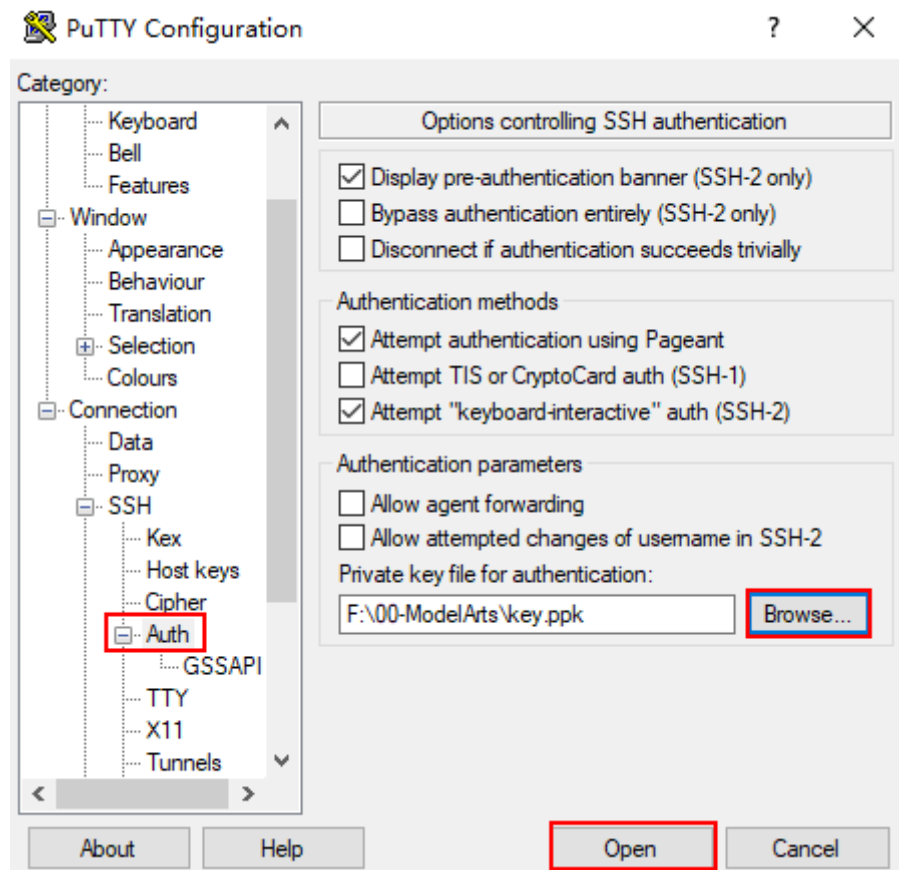 PuTTY Configuration
Category:
Keyboard
Bell
Features
Window
Appearance
Behaviour
Translation
Selection
Colours
Connection
Data
Proxy
SSH
Kex
Host keys
Cipher
Auth
GSSAPI
TTY
X11
Tunnels
Options controlling SSH authentication
Display pre-authentication banner (SSH-2 only)
Bypass authentication entirely (SSH-2 only)
Disconnect if authentication succeeds trivially
Authentication methods
Attempt authentication using Pageant
Attempt TIS or CryptoCard auth (SSH-1)
Attempt "keyboard-interactive" auth (SSH-2)
Authentication parameters
Allow agent forwarding
Allow attempted changes of username in SSH-2
Private key file for authentication:
F:\00-ModelArts\key.ppk
Browse...
About
Help
Open
Cancel